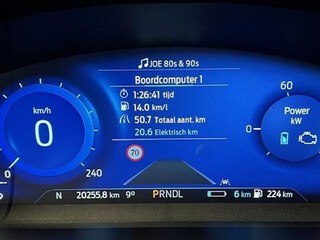 JOE 80s & 90s
Boordcomputer 1
1:26:41 tijd
14.0 km/l
50.7 Totaal aant. km
20.6 Elektrisch km
km/h
0
0 240
70
60
Power
kW
0
N 20255.8 km 9° PRNDL 6 km 224 km